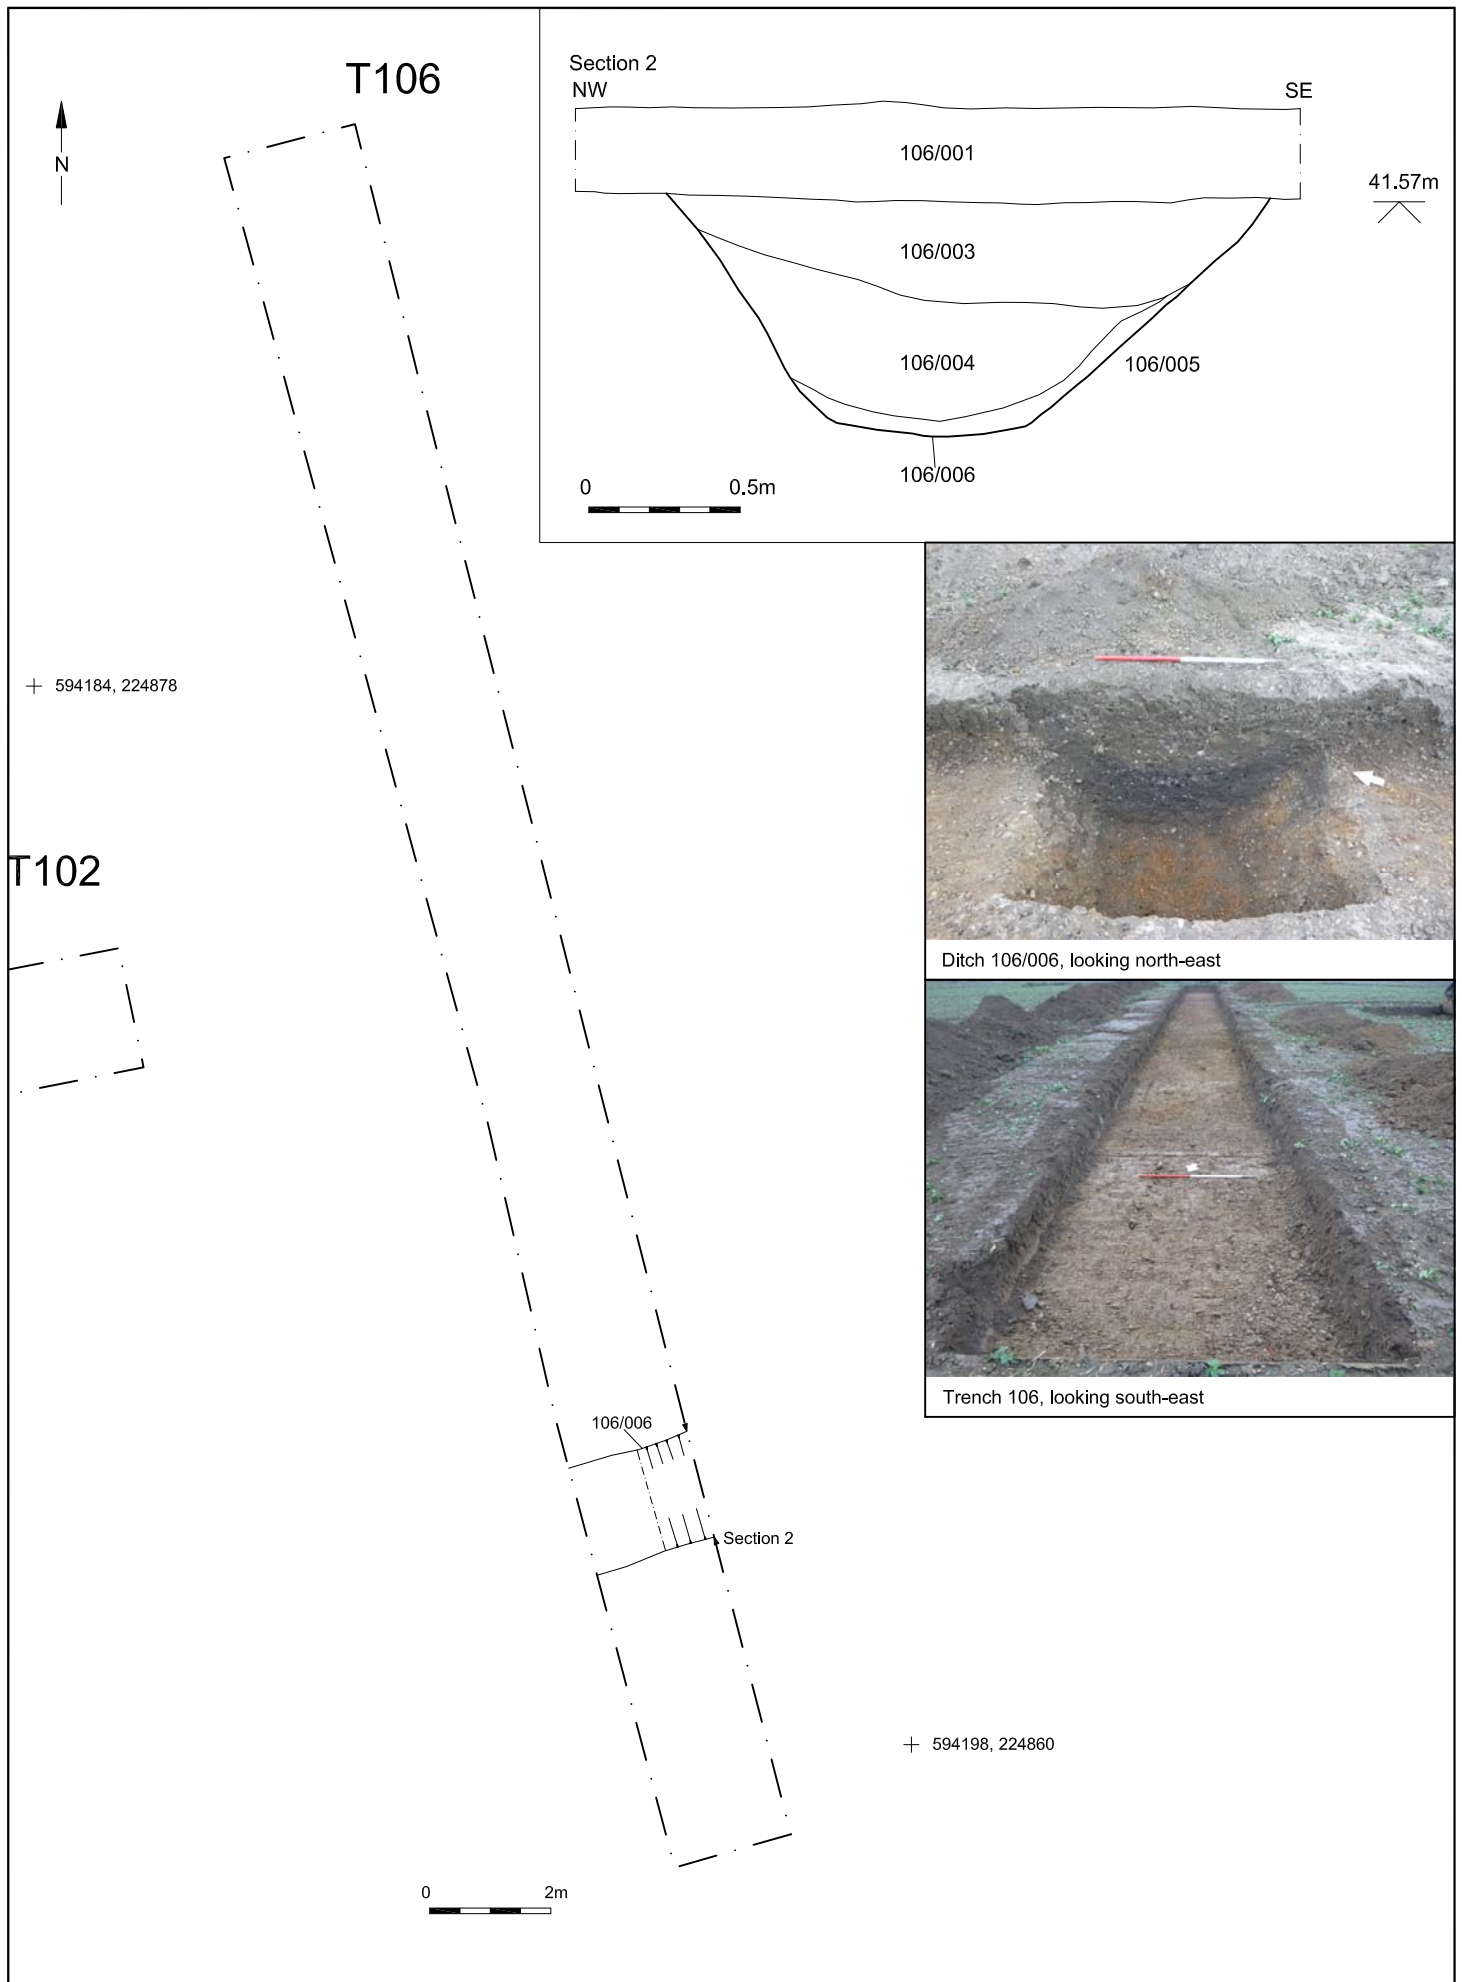 T106
N
Section 2
NW
SE
106/001
41.57m
106/003
106/004
106/005
106/006
0 0.5m
594184, 224878
T102
Ditch 106/006, looking north-east
Trench 106, looking south-east
106/006
Section 2
594198, 224860
0 2m